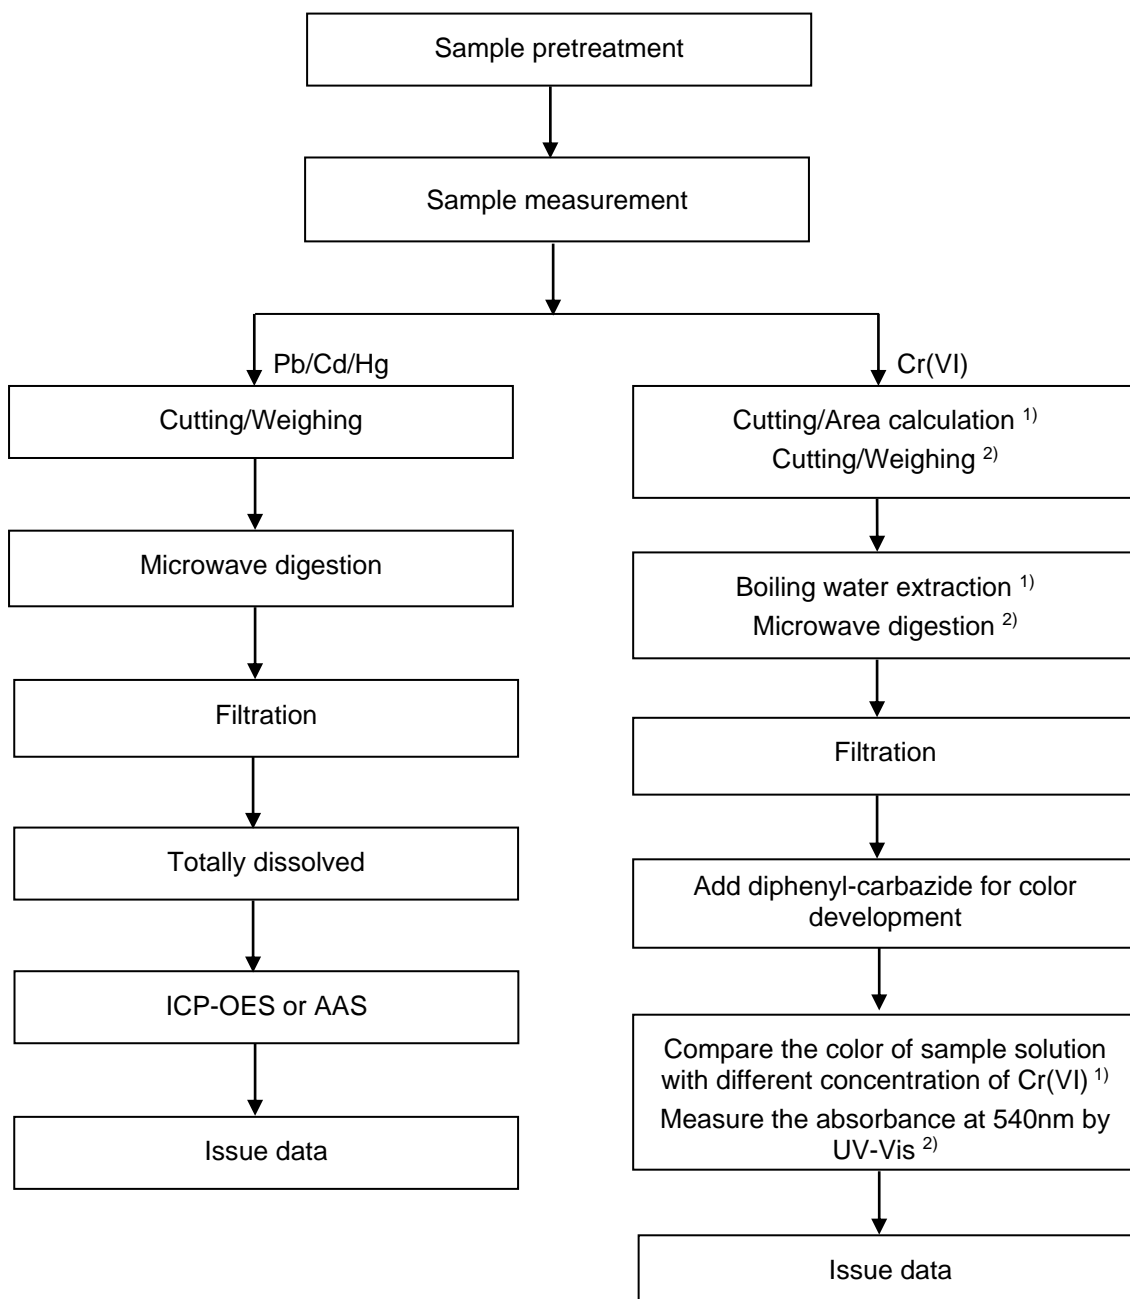 Sample pretreatment
Sample measurement
Pb/Cd/Hg
Cutting/Weighing
Microwave digestion
Filtration
Totally dissolved
ICP-OES or AAS
Issue data
Cr(VI)
Cutting/Area calculation 1)
Cutting/Weighing 2)
Boiling water extraction 1)
Microwave digestion 2)
Filtration
Add diphenyl-carbazide for color
development
Compare the color of sample solution
with different concentration of Cr(VI) 1)
Measure the absorbance at 540nm by
UV-Vis 2)
Issue data